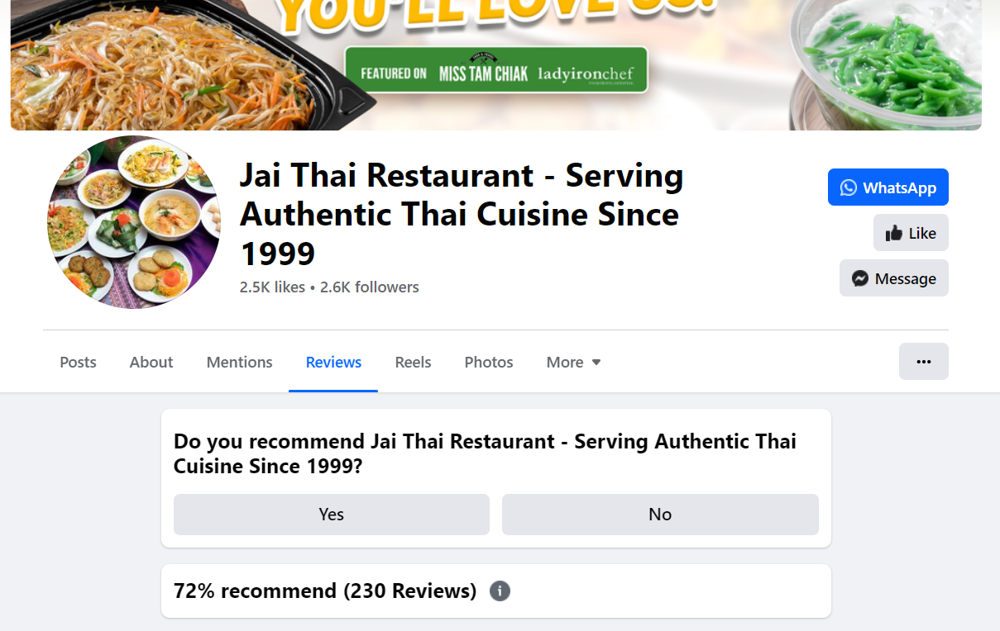 YOU'LL LOVE US!
FEATURED ON MISS TAM CHIAK ladyironchef
Jai Thai Restaurant - Serving
Authentic Thai Cuisine Since
1999
2.5K likes • 2.6K followers
WhatsApp
Like
Message
Posts About Mentions Reviews Reels Photos More
Do you recommend Jai Thai Restaurant - Serving Authentic Thai
Cuisine Since 1999?
Yes No
72% recommend (230 Reviews)